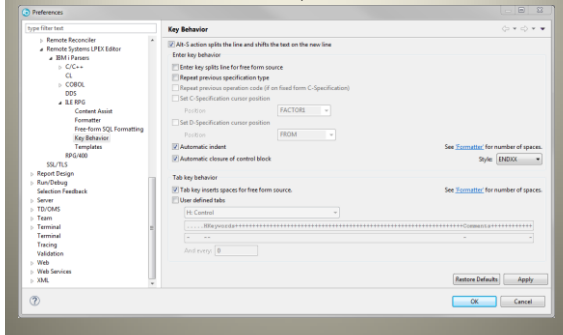 Preferences
type filter text
Remote Reconciler
Remote Systems LPEX Editor
IBM i Parsers
C/C++
CL
COBOL
DDS
ILE RPG
Content Assist
Formatter
Free-form SQL Formatting
Key Behavior
Templates
RPG/400
SSL/TLS
Report Design
Run/Debug
Selection Feedback
Server
TD/OMS
Team
Terminal
Terminal
Tracing
Validation
Web
Web Services
XML
Key Behavior
Alt-S action splits the line and shifts the text on the new line
Enter key behavior
Enter key splits line for free form source
Repeat previous specification type
Repeat previous operation code (if on fixed form C-Specification)
Set C-Specification cursor position
Position FACTOR1
Set D-Specification cursor position
Position FROM
Automatic indent See 'Formatter' for number of spaces.
Automatic closure of control block Style: ENDXX
Tab key behavior
Tab key inserts spaces for free form source. See 'Formatter' for number of spaces.
User defined tabs
H: Control
And every: 8
Restore Defaults Apply
OK Cancel